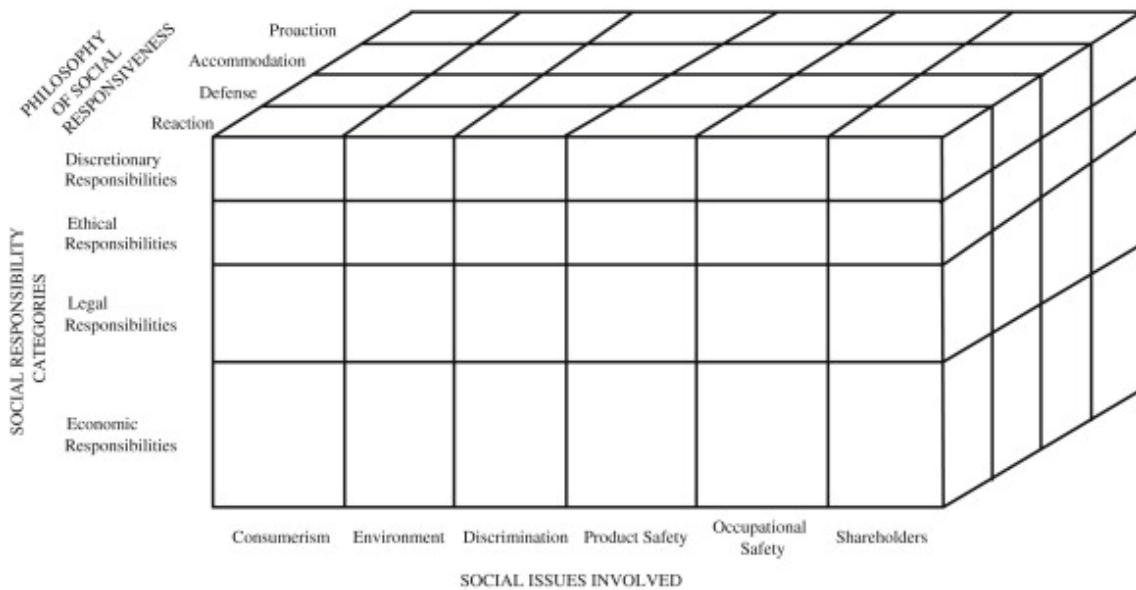 PHILOSOPHY
OF SOCIAL
RESPONSIVENESS
Proaction
Accommodation
Defense
Reaction
SOCIAL RESPONSIBILITY
CATEGORIES
Discretionary
Responsibilities
Ethical
Responsibilities
Legal
Responsibilities
Economic
Responsibilities
Consumerism
Environment
Discrimination
Product Safety
Occupational
Safety
Shareholders
SOCIAL ISSUES INVOLVED